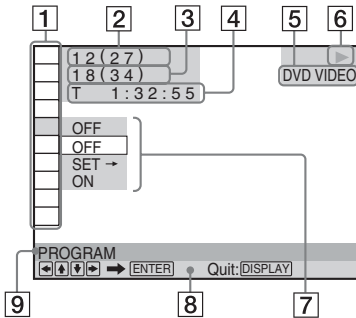 1 2 3 4 5 6
12(27)
18(34)
T 1:32:55
DVD VIDEO
OFF
OFF
SET →
ON
PROGRAM
← ↑ ↓ → ➡ ENTER Quit: DISPLAY
9 8 7